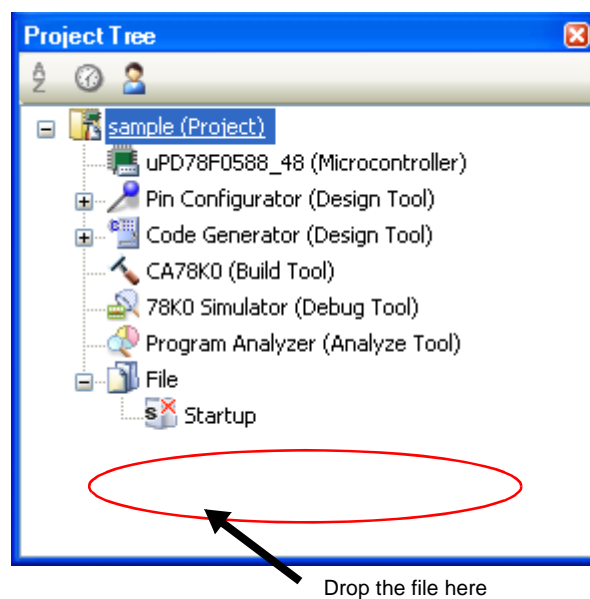 Project Tree
sample (Project)
uPD78F0588_48 (Microcontroller)
Pin Configurator (Design Tool)
Code Generator (Design Tool)
CA78K0 (Build Tool)
78K0 Simulator (Debug Tool)
Program Analyzer (Analyze Tool)
File
Startup
Drop the file here